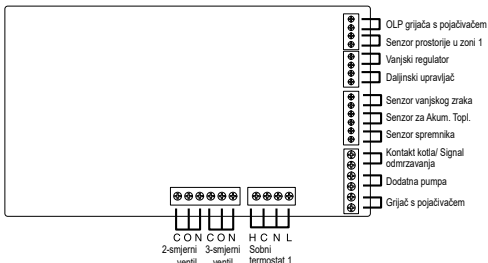 OLP grijača s pojačivačem
Senzor prostorije u zoni 1
Vanjski regulator
Daljinski upravljač
Senzor vanjskog zraka
Senzor za Akum. Topl.
Senzor spremnika
Kontakt kotla/ Signal
odmrzavanja
Dodatna pumpa
Grijač s pojačivačem
C O N C O N H C N L
2-smjerni 3-smjerni Sobni
ventil ventil termostat 1